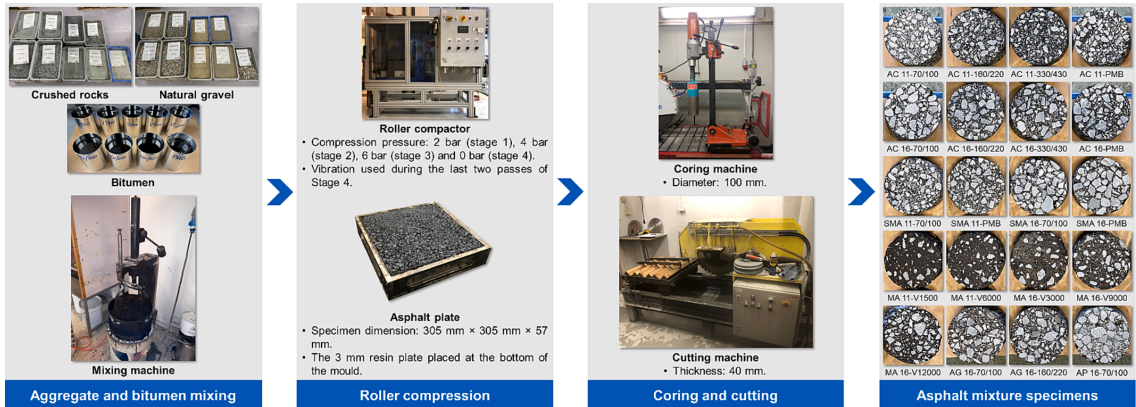 Crushed rocks
Natural gravel
Bitumen
Mixing machine
Aggregate and bitumen mixing
Roller compactor
• Compression pressure: 2 bar (stage 1), 4 bar
(stage 2), 6 bar (stage 3) and 0 bar (stage 4).
• Vibration used during the last two passes of
Stage 4.
Asphalt plate
• Specimen dimension: 305 mm × 305 mm × 57
mm.
• The 3 mm resin plate placed at the bottom of
the mould.
Roller compression
Coring machine
• Diameter: 100 mm.
Cutting machine
• Thickness: 40 mm.
Coring and cutting
AC 11-70/100
AC 11-160/220
AC 11-330/430
AC 11-PMB
AC 16-70/100
AC 16-160/220
AC 16-330/430
AC 16-PMB
SMA 11-70/100
SMA 11-PMB
SMA 16-70/100
SMA 16-PMB
MA 11-V1500
MA 11-V6000
MA 16-V3000
MA 16-V9000
MA 16-V12000
AG 16-70/100
AG 16-160/220
AP 16-70/100
Asphalt mixture specimens